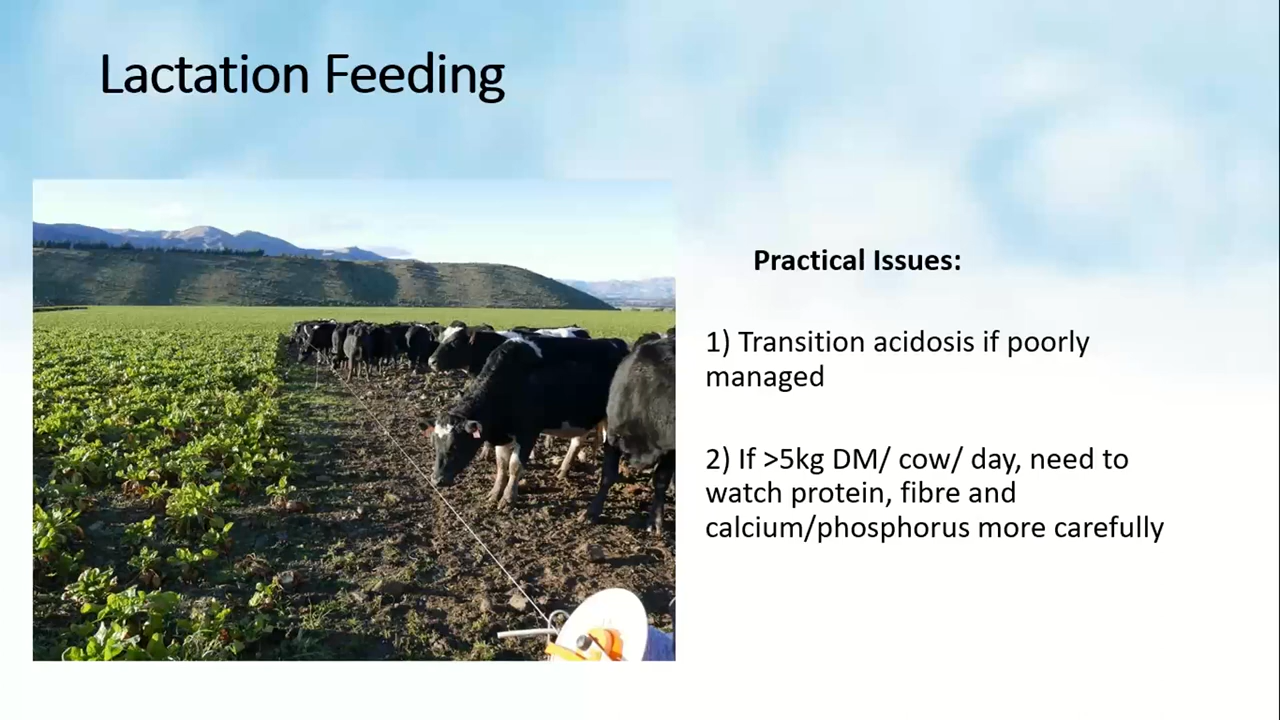 Lactation Feeding
Practical Issues:
1) Transition acidosis if poorly
managed
2) If >5kg DM/ cow/ day, need to
watch protein, fibre and
calcium/phosphorus more carefully